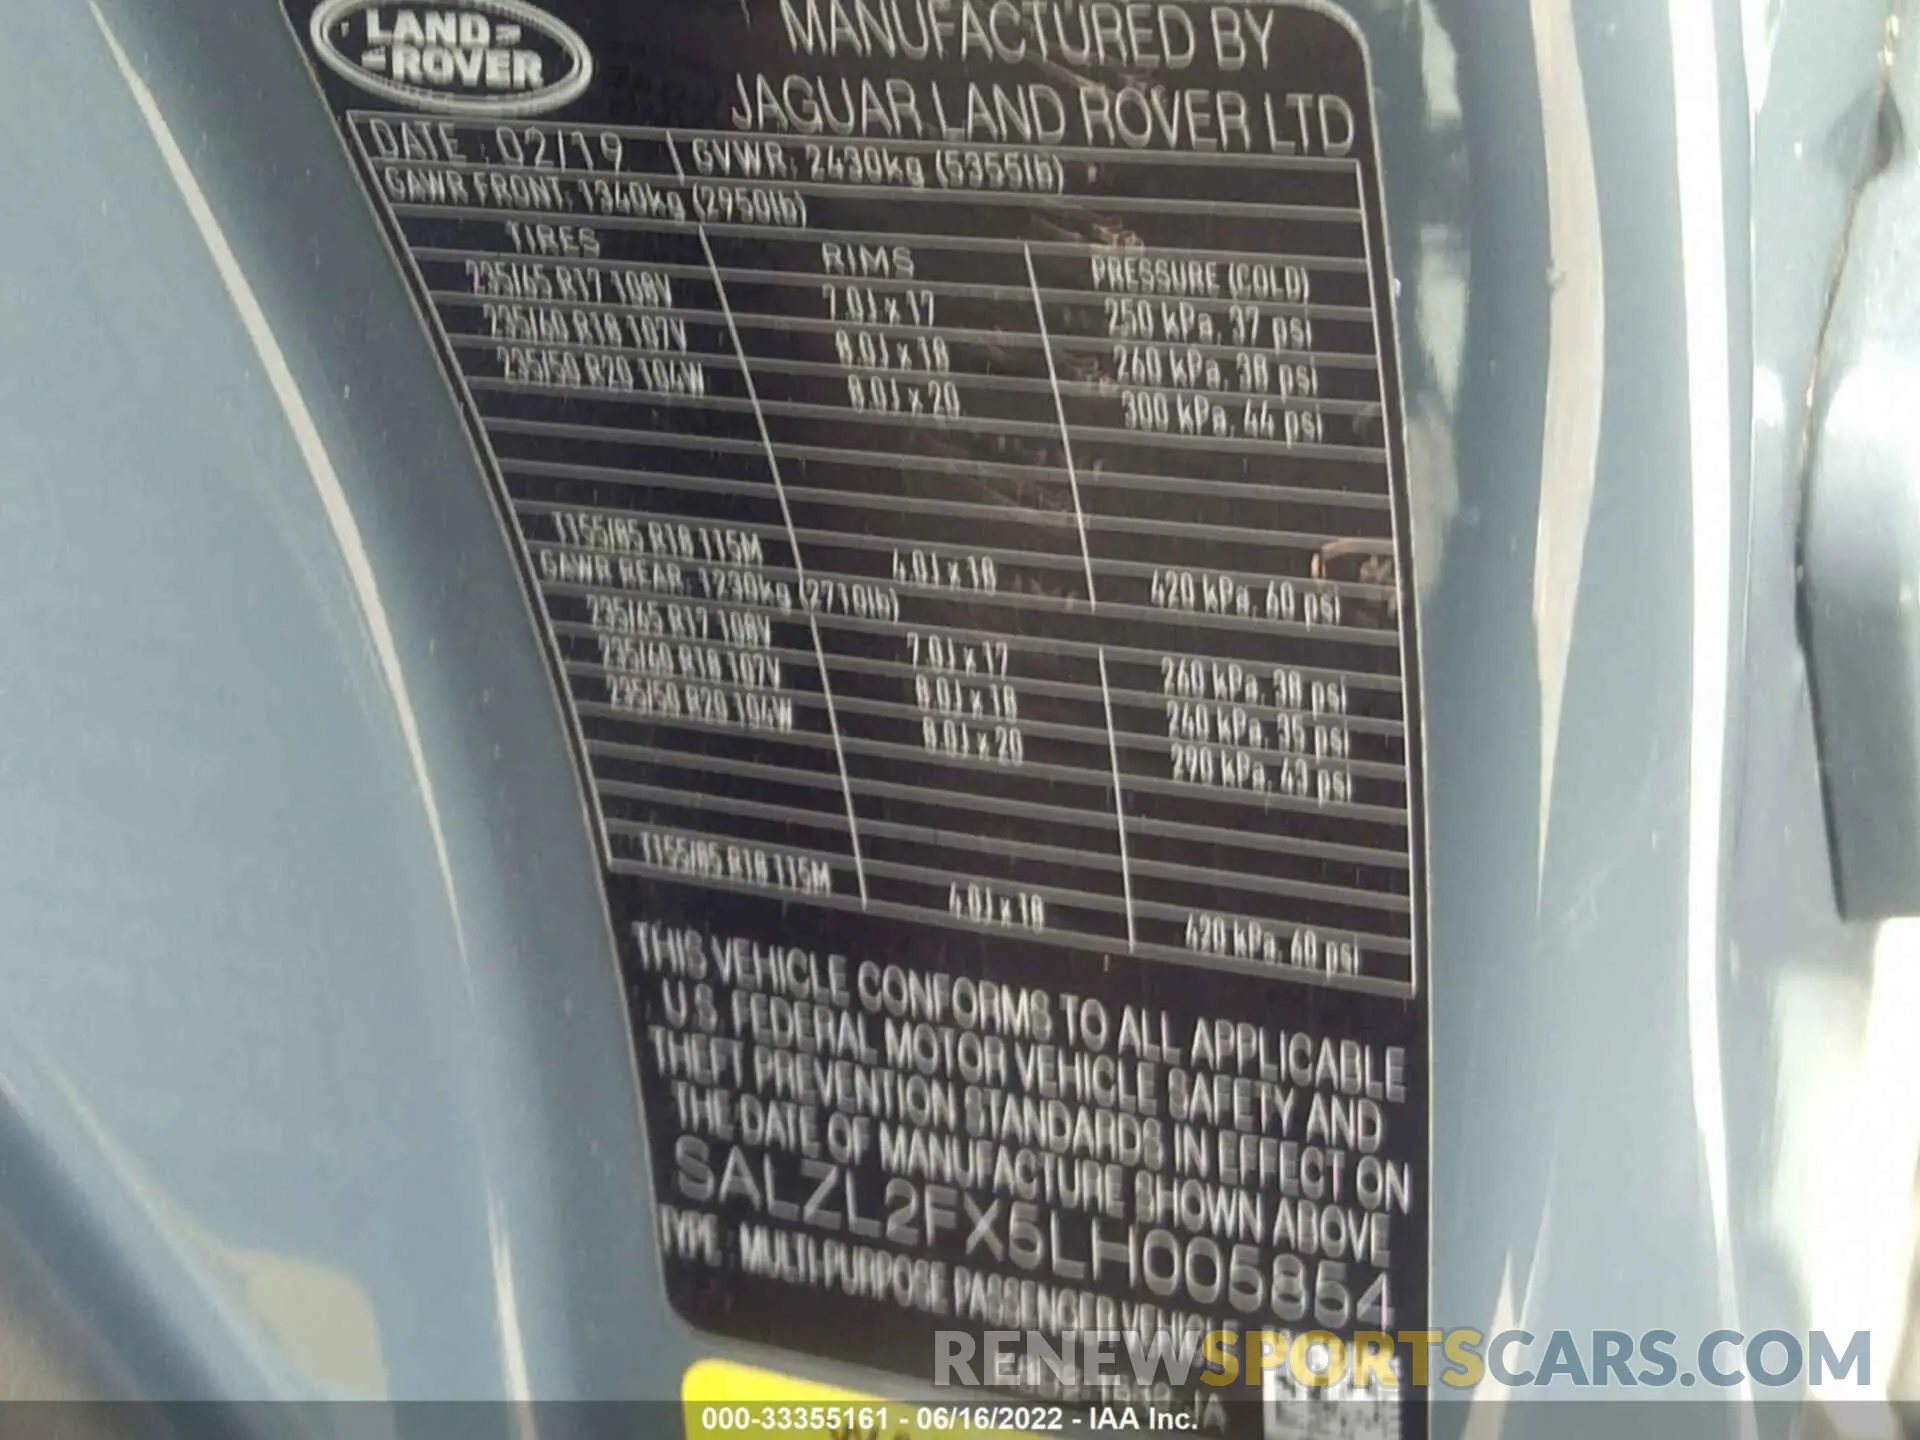 LAND ROVER
MANUFACTURED BY
JAGUAR LAND ROVER LTD
DATE : 02/19 GVWR: 2430kg (5355lb)
GAWR FRONT: 1340kg (2950lb)
TIRES RIMS PRESSURE (COLD)
235/65 R17 108V 7.0J x 17 250 kPa, 37 psi
235/60 R18 107V 8.0J x 18 260 kPa, 38 psi
235/50 R20 104W 8.0J x 20 300 kPa, 44 psi
T155/85 R18 115M 4.0J x 18 420 kPa, 60 psi
GAWR REAR: 1230kg (2710lb)
235/65 R17 108V 7.0J x 17 260 kPa, 38 psi
235/60 R18 107V 8.0J x 18 240 kPa, 35 psi
235/50 R20 104W 8.0J x 20 290 kPa, 43 psi
T155/85 R18 115M 4.0J x 18 420 kPa, 60 psi
THIS VEHICLE CONFORMS TO ALL APPLICABLE
U.S. FEDERAL MOTOR VEHICLE SAFETY AND
THEFT PREVENTION STANDARDS IN EFFECT ON
THE DATE OF MANUFACTURE SHOWN ABOVE
SALZL2FX5LH005854
TYPE : MULTI-PURPOSE PASSENGER VEHICLE
RENEWSPORTSCARS.COM
000-33355161 - 06/16/2022 - IAA Inc.